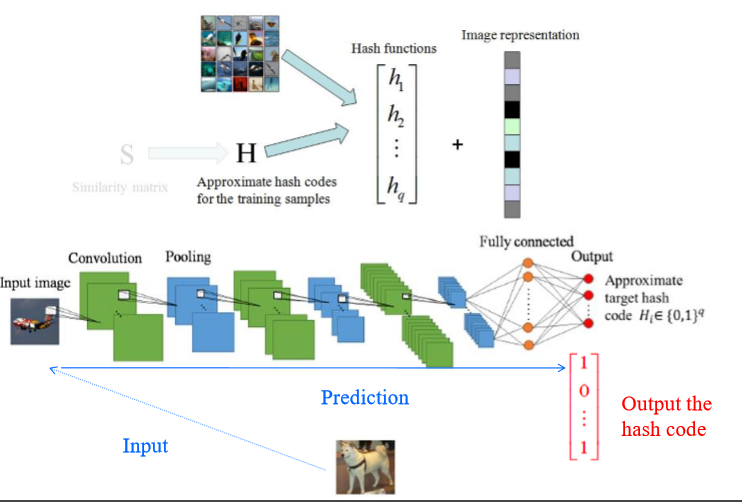 Image representation
Hash functions
h1
h2
⋮
hq
+
S
H
Similarity matrix
Approximate hash codes
for the training samples
Fully connected
Convolution
Pooling
Output
Input image
Approximate
target hash
code Hi∈{0,1}^q
Prediction
1
0
⋮
1
Output the
hash code
Input